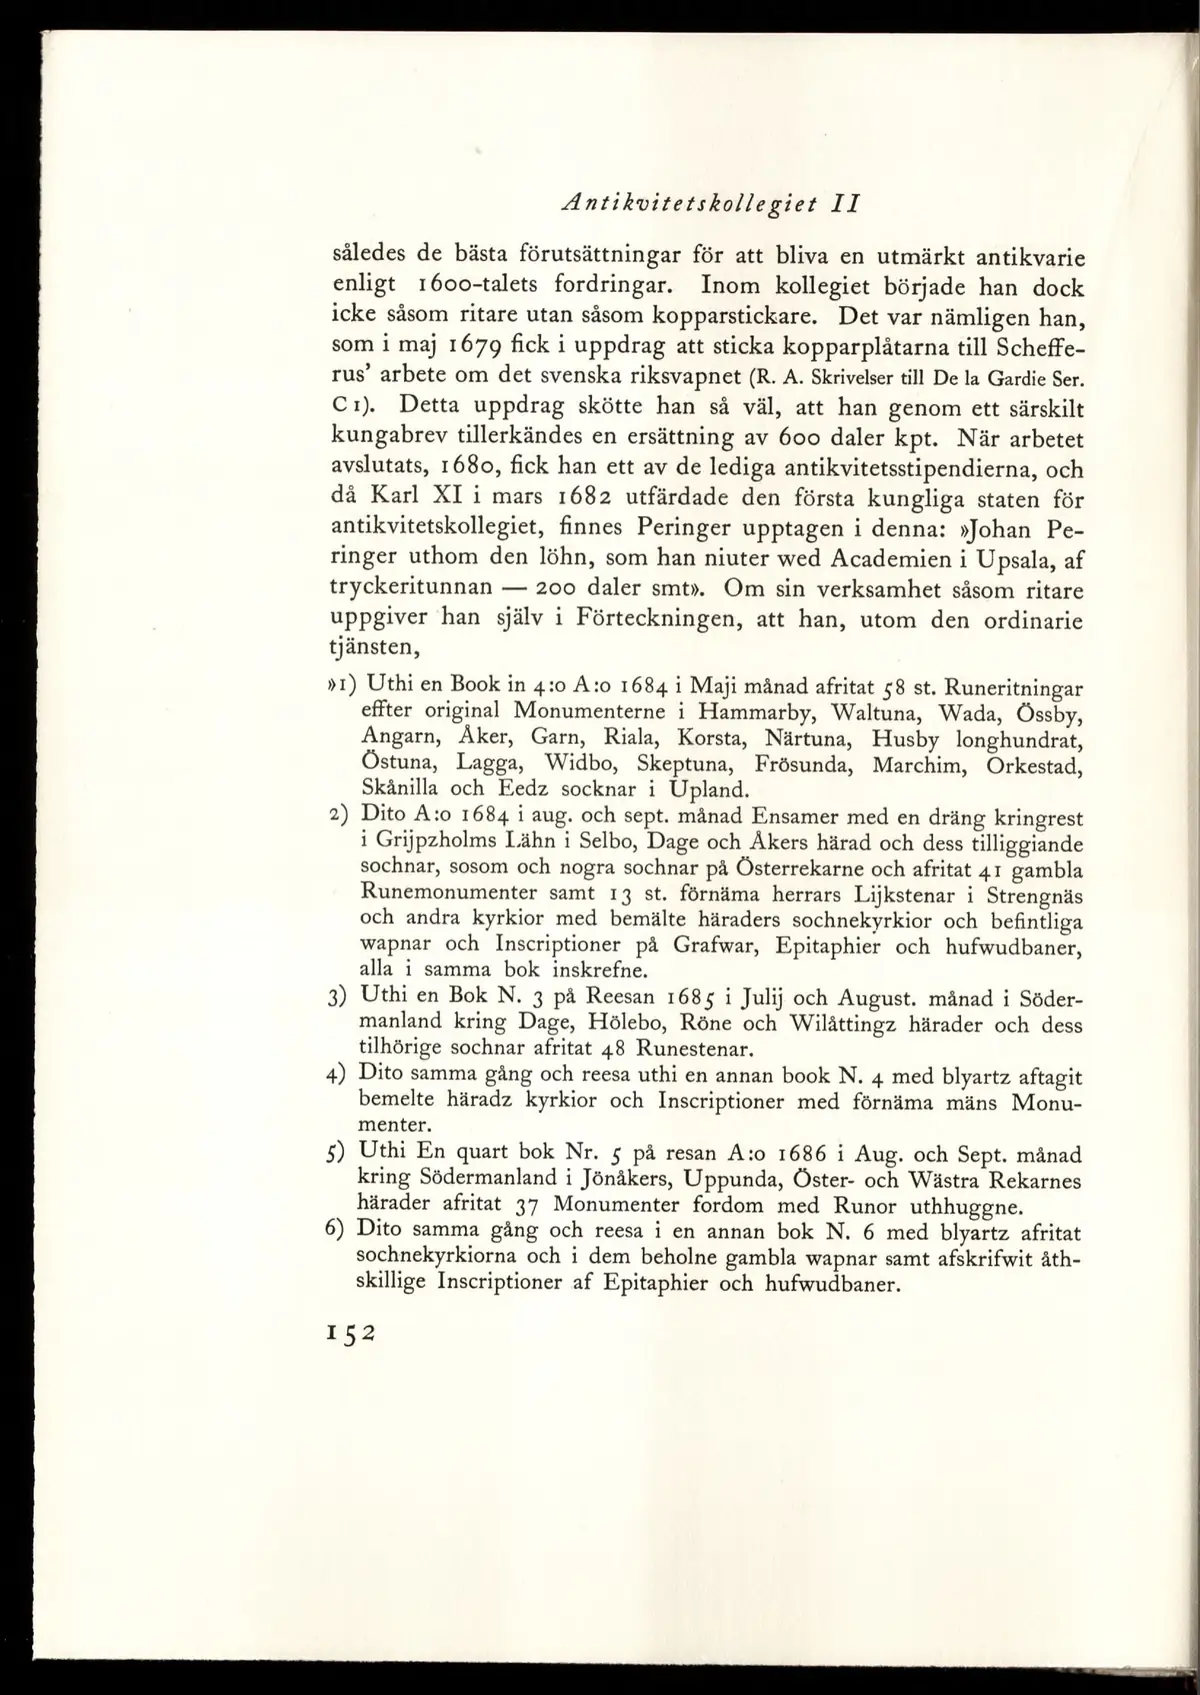 Antikvitetskollegiet II
således de bästa förutsättningar för att bliva en utmärkt antikvarie
enligt 1600-talets fordringar. Inom kollegiet började han dock
icke såsom ritare utan såsom kopparstickare. Det var nämligen han,
som i maj 1679 fick i uppdrag att sticka kopparplåtarna till Scheffe-
rus’ arbete om det svenska riksvapnet (R. A. Skrivelser till De la Gardie Ser.
C 1). Detta uppdrag skötte han så väl, att han genom ett särskilt
kungabrev tillerkändes en ersättning av 600 daler kpt. När arbetet
avslutats, 1680, fick han ett av de lediga antikvitetsstipendierna, och
då Karl XI i mars 1682 utfärdade den första kungliga staten för
antikvitetskollegiet, finnes Peringer upptagen i denna: »Johan Pe-
ringer uthom den löhn, som han niuter wed Academien i Upsala, af
tryckeritunnan — 200 daler smt». Om sin verksamhet såsom ritare
uppgiver han själv i Förteckningen, att han, utom den ordinarie
tjänsten,
»1) Uthi en Book in 4:o A:o 1684 i Maji månad afritat 58 st. Runeritningar
effter original Monumenterne i Hammarby, Waltuna, Wada, Össby,
Angarn, Åker, Garn, Riala, Korsta, Närtuna, Husby longhundrat,
Östuna, Lagga, Widbo, Skeptuna, Frösunda, Marchim, Orkestad,
Skånilla och Eedz socknar i Upland.
2) Dito A:o 1684 i aug. och sept. månad Ensamer med en dräng kringrest
i Grijpzholms Lähn i Selbo, Dage och Åkers härad och dess tilliggiande
sochnar, sosom och nogra sochnar på Österrekarne och afritat 41 gambla
Runemonumenter samt 13 st. förnäma herrars Lijkstenar i Strengnäs
och andra kyrkior med bemälte häraders sochnekyrkior och befintliga
wapnar och Inscriptioner på Grafwar, Epitaphier och hufwudbaner,
alla i samma bok inskrefne.
3) Uthi en Bok N. 3 på Reesan 1685 i Julij och August. månad i Söder-
manland kring Dage, Hölebo, Röne och Wilåttingz härader och dess
tilhörige sochnar afritat 48 Runestenar.
4) Dito samma gång och reesa uthi en annan book N. 4 med blyartz aftagit
bemelte häradz kyrkior och Inscriptioner med förnäma mäns Monu-
menter.
5) Uthi En quart bok Nr. 5 på resan A:o 1686 i Aug. och Sept. månad
kring Södermanland i Jönåkers, Uppunda, Öster- och Wästra Rekarnes
härader afritat 37 Monumenter fordom med Runor uthhuggne.
6) Dito samma gång och reesa i en annan bok N. 6 med blyartz afritat
sochnekyrkiorna och i dem beholne gambla wapnar samt afskrifwit åth-
skillige Inscriptioner af Epitaphier och hufwudbaner.
152